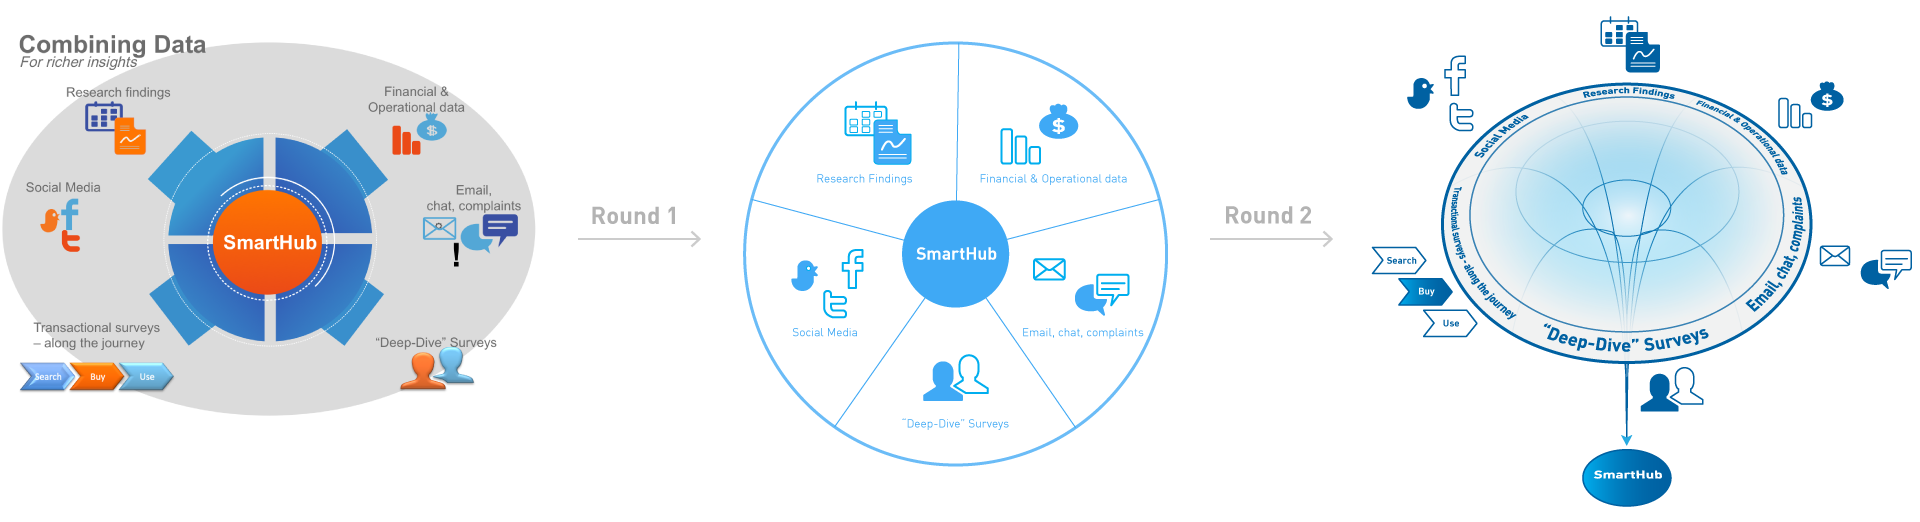 Combining Data
For richer insights
Research findings
Financial &
Operational data
Social Media
Email,
chat, complaints
SmartHub
!
Transactional surveys
– along the journey
“Deep-Dive” Surveys
Search
Buy
Use
Round 1
Research Findings
$
Financial & Operational data
SmartHub
Social Media
Email, chat, complaints
“Deep-Dive” Surveys
Round 2
Research Findings
Financial & Operational data
Social Media
Transactional surveys - along the journey
Email, chat, complaints
“Deep-Dive” Surveys
$
Search
Buy
Use
SmartHub